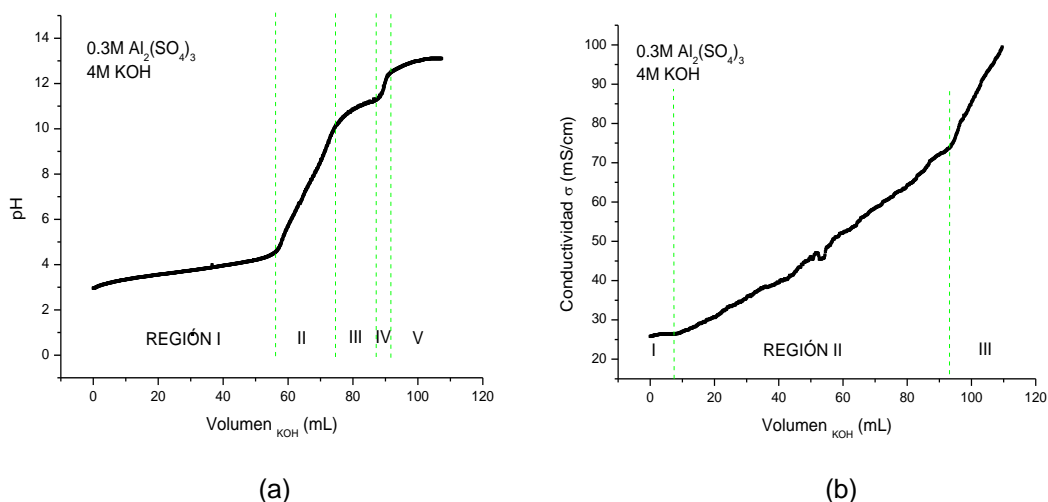 0.3M Al₂(SO₄)₃
4M KOH
pH
14
12
10
8
6
4
2
0
REGIÓN I
II
III
IV
V
0 20 40 60 80 100 120
Volumen KOH (mL)
(a)
0.3M Al₂(SO₄)₃
4M KOH
Conductividad σ (mS/cm)
100
90
80
70
60
50
40
30
20
I
REGIÓN II
III
0 20 40 60 80 100 120
Volumen KOH (mL)
(b)